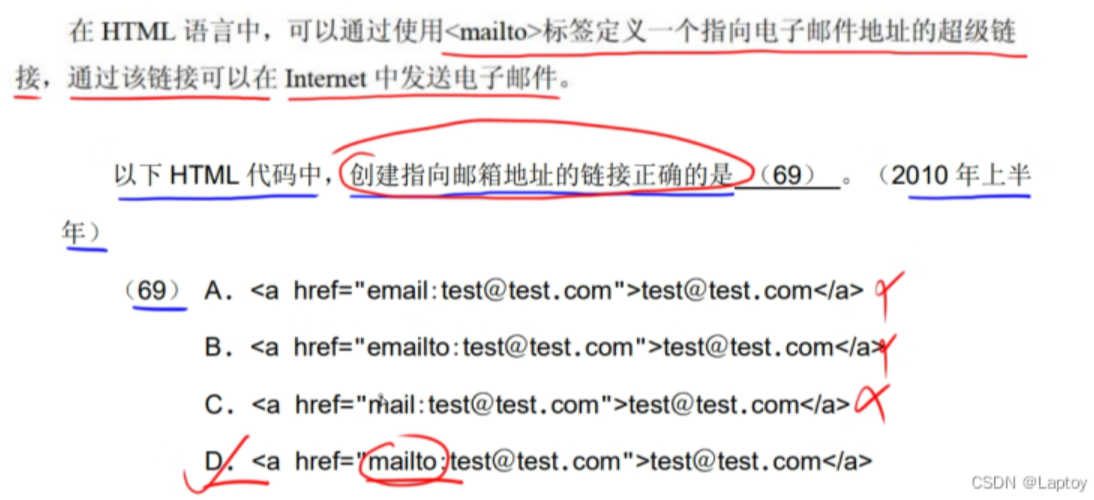 在 HTML 语言中，可以通过使用<mailto>标签定义一个指向电子邮件地址的超级链
接，通过该链接可以在 Internet 中发送电子邮件。
以下 HTML 代码中，创建指向邮箱地址的链接正确的是 （69） 。（2010 年上半
年）
（69） A. <a href="email:test@test.com">test@test.com</a>
B. <a href="emailto:test@test.com">test@test.com</a>
C. <a href="mail:test@test.com">test@test.com</a>
D. <a href="mailto:test@test.com">test@test.com</a>
CSDN @Laptoy